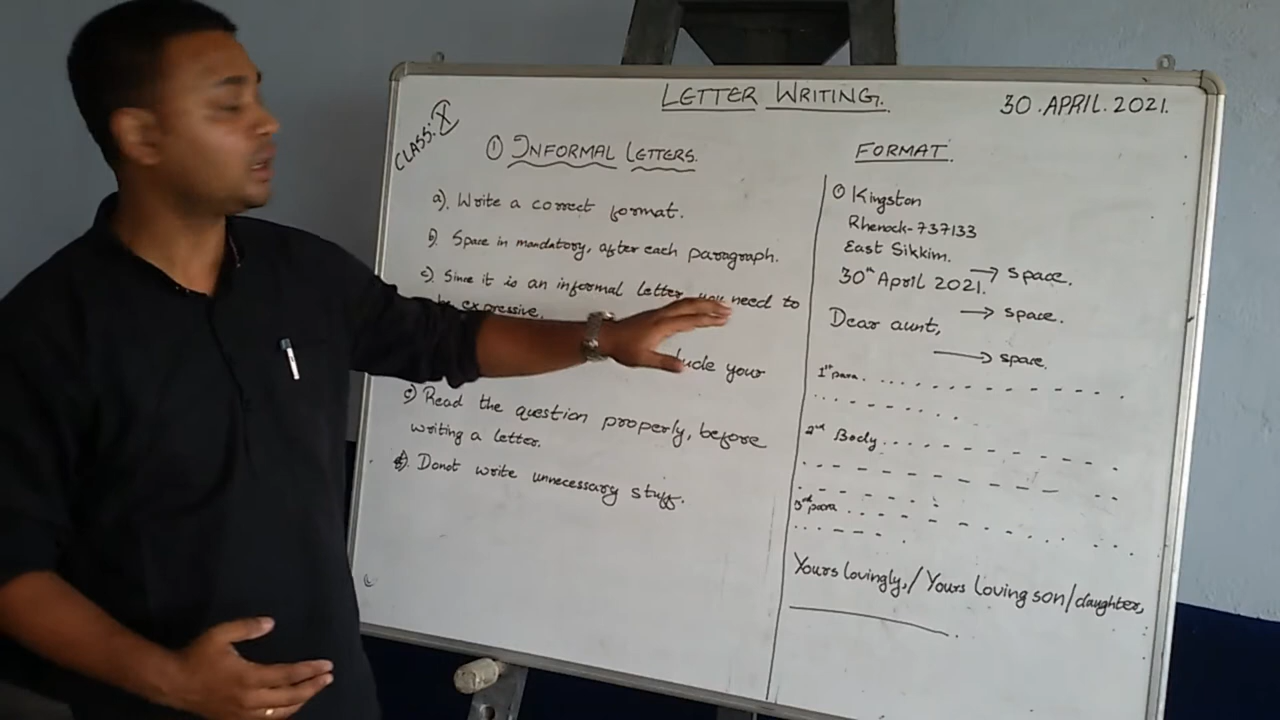 LETTER WRITING.
30.APRIL.2021.
CLASS: X
① INFORMAL LETTERS.
a). Write a correct format.
b). Space in mandatory, after each paragraph.
c). Since it is an informal letter you need to
be expressive.
your
e) Read the question properly, before
writing a letter.
f). Donot write unnecessary stuff.
FORMAT.
① Kingston
Rhenock-737133
East Sikkim.
→ space.
30th April 2021.
→ space.
Dear aunt,
→ space.
1st para. . . . . . . . - - - - - - - - .
2nd Body. . . . . - - - - - - .
3rd para . . . . - - - - - .
Yours lovingly, / Yours loving son/daughter,